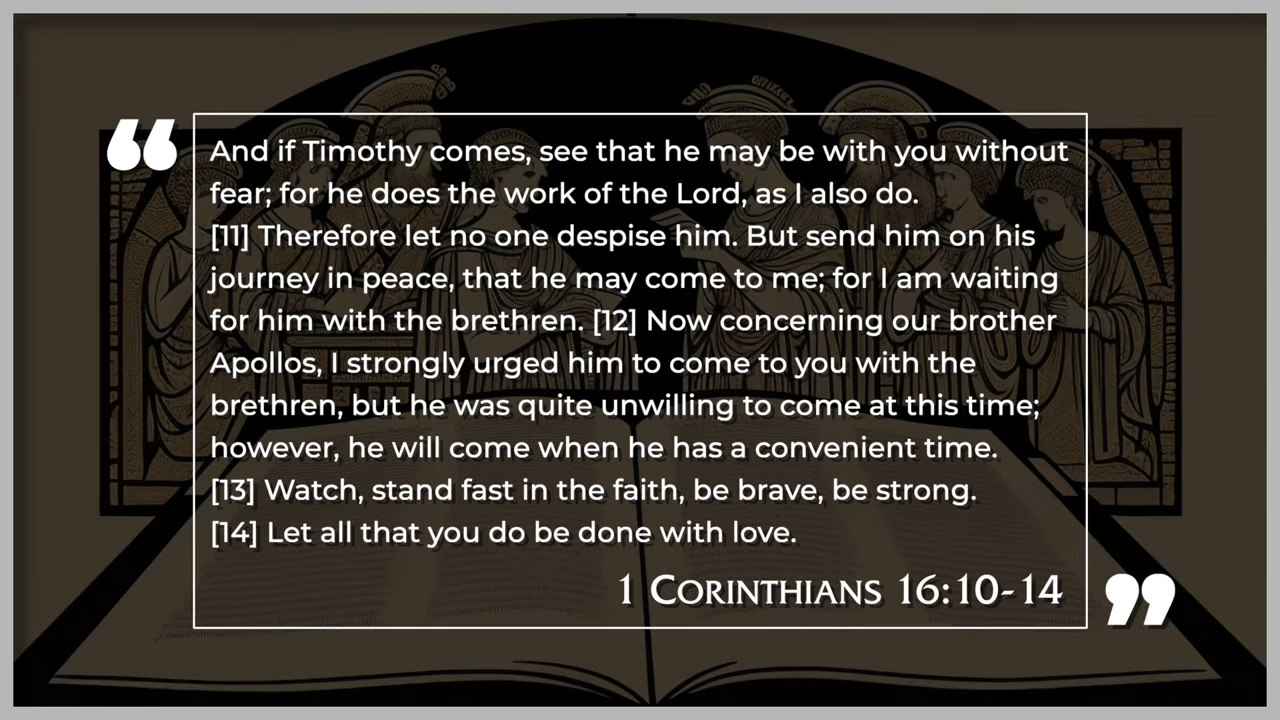 “
And if Timothy comes, see that he may be with you without
fear; for he does the work of the Lord, as I also do.
[11] Therefore let no one despise him. But send him on his
journey in peace, that he may come to me; for I am waiting
for him with the brethren. [12] Now concerning our brother
Apollos, I strongly urged him to come to you with the
brethren, but he was quite unwilling to come at this time;
however, he will come when he has a convenient time.
[13] Watch, stand fast in the faith, be brave, be strong.
[14] Let all that you do be done with love.
1 Corinthians 16:10-14
”